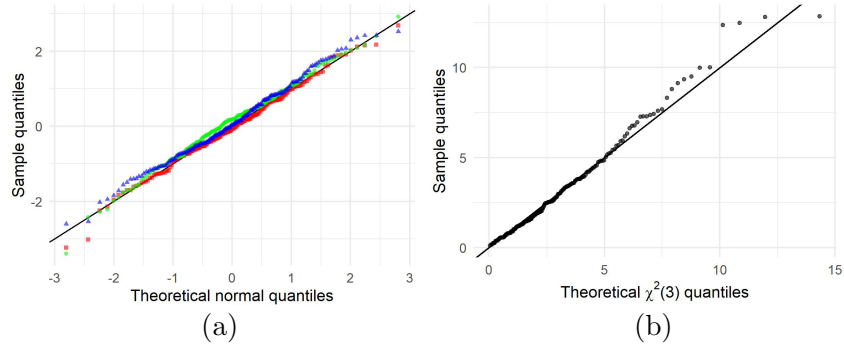 2
0
-2
Sample quantiles
-3
-2
-1
0
1
2
3
Theoretical normal quantiles
(a)
10
5
0
Sample quantiles
0
5
10
15
Theoretical χ²(3) quantiles
(b)